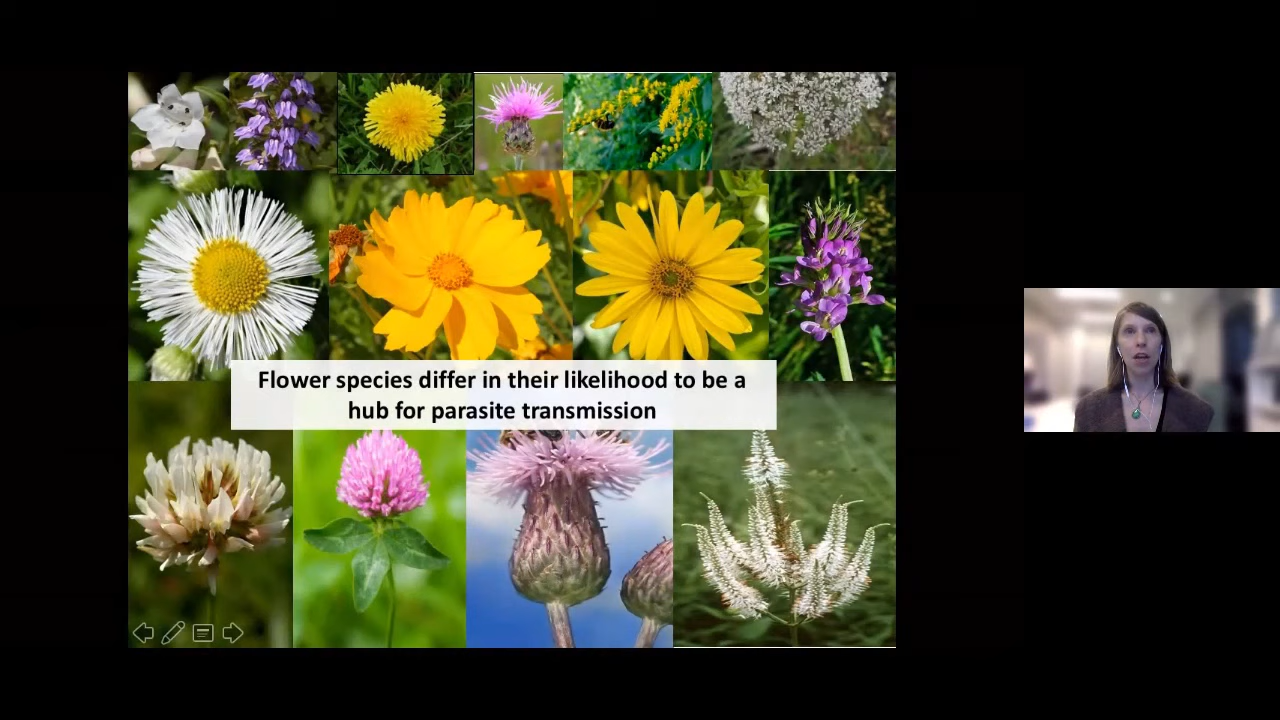 Flower species differ in their likelihood to be a
hub for parasite transmission